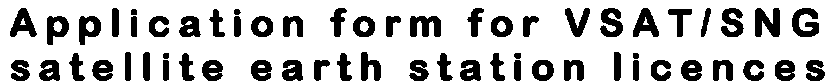 Application form for VSAT/SNG
satellite earth station licences